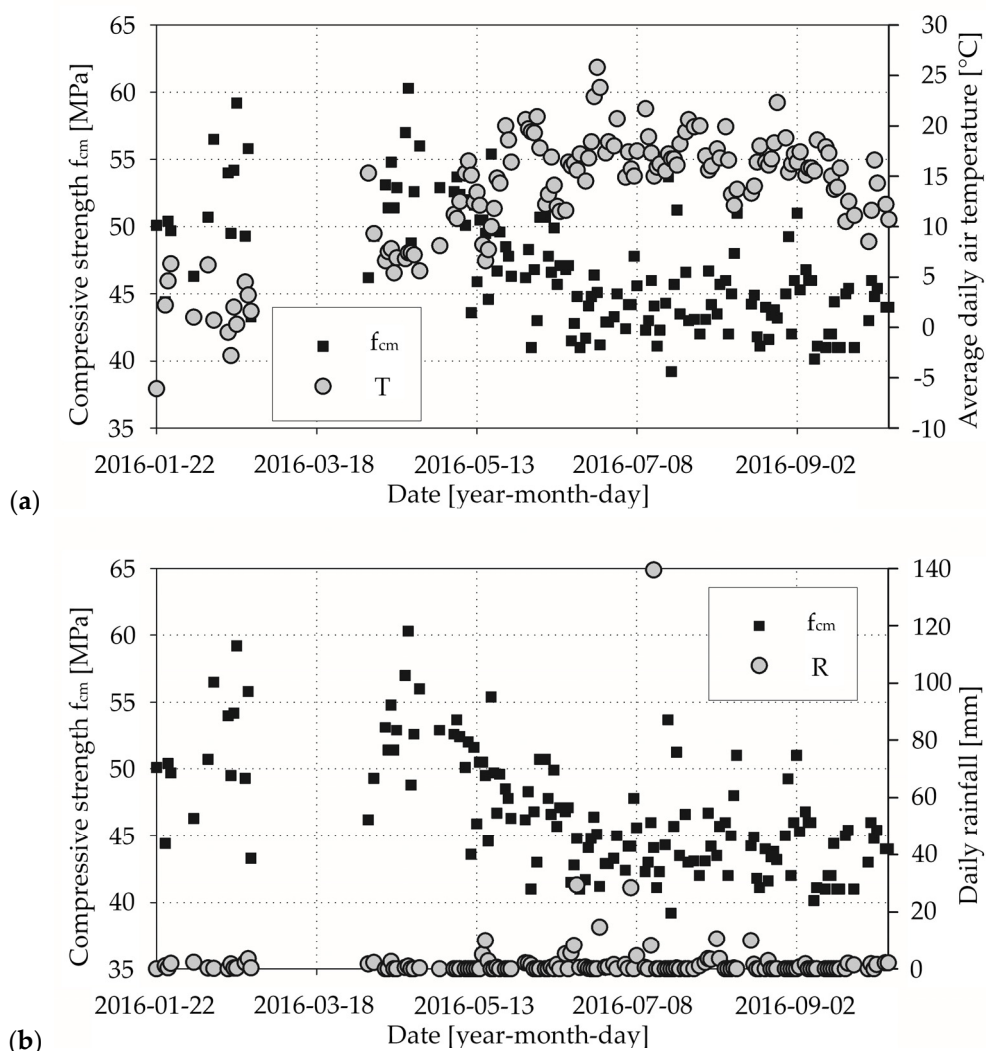 (a)
Compressive strength fcm [MPa]
65
60
55
50
45
40
35
30
25
20
15
10
5
0
-5
-10
Average daily air temperature [°C]
fcm
T
2016-01-22 2016-03-18 2016-05-13 2016-07-08 2016-09-02
Date [year-month-day]
(b)
Compressive strength fcm [MPa]
65
60
55
50
45
40
35
140
120
100
80
60
40
20
0
Daily rainfall [mm]
fcm
R
2016-01-22 2016-03-18 2016-05-13 2016-07-08 2016-09-02
Date [year-month-day]